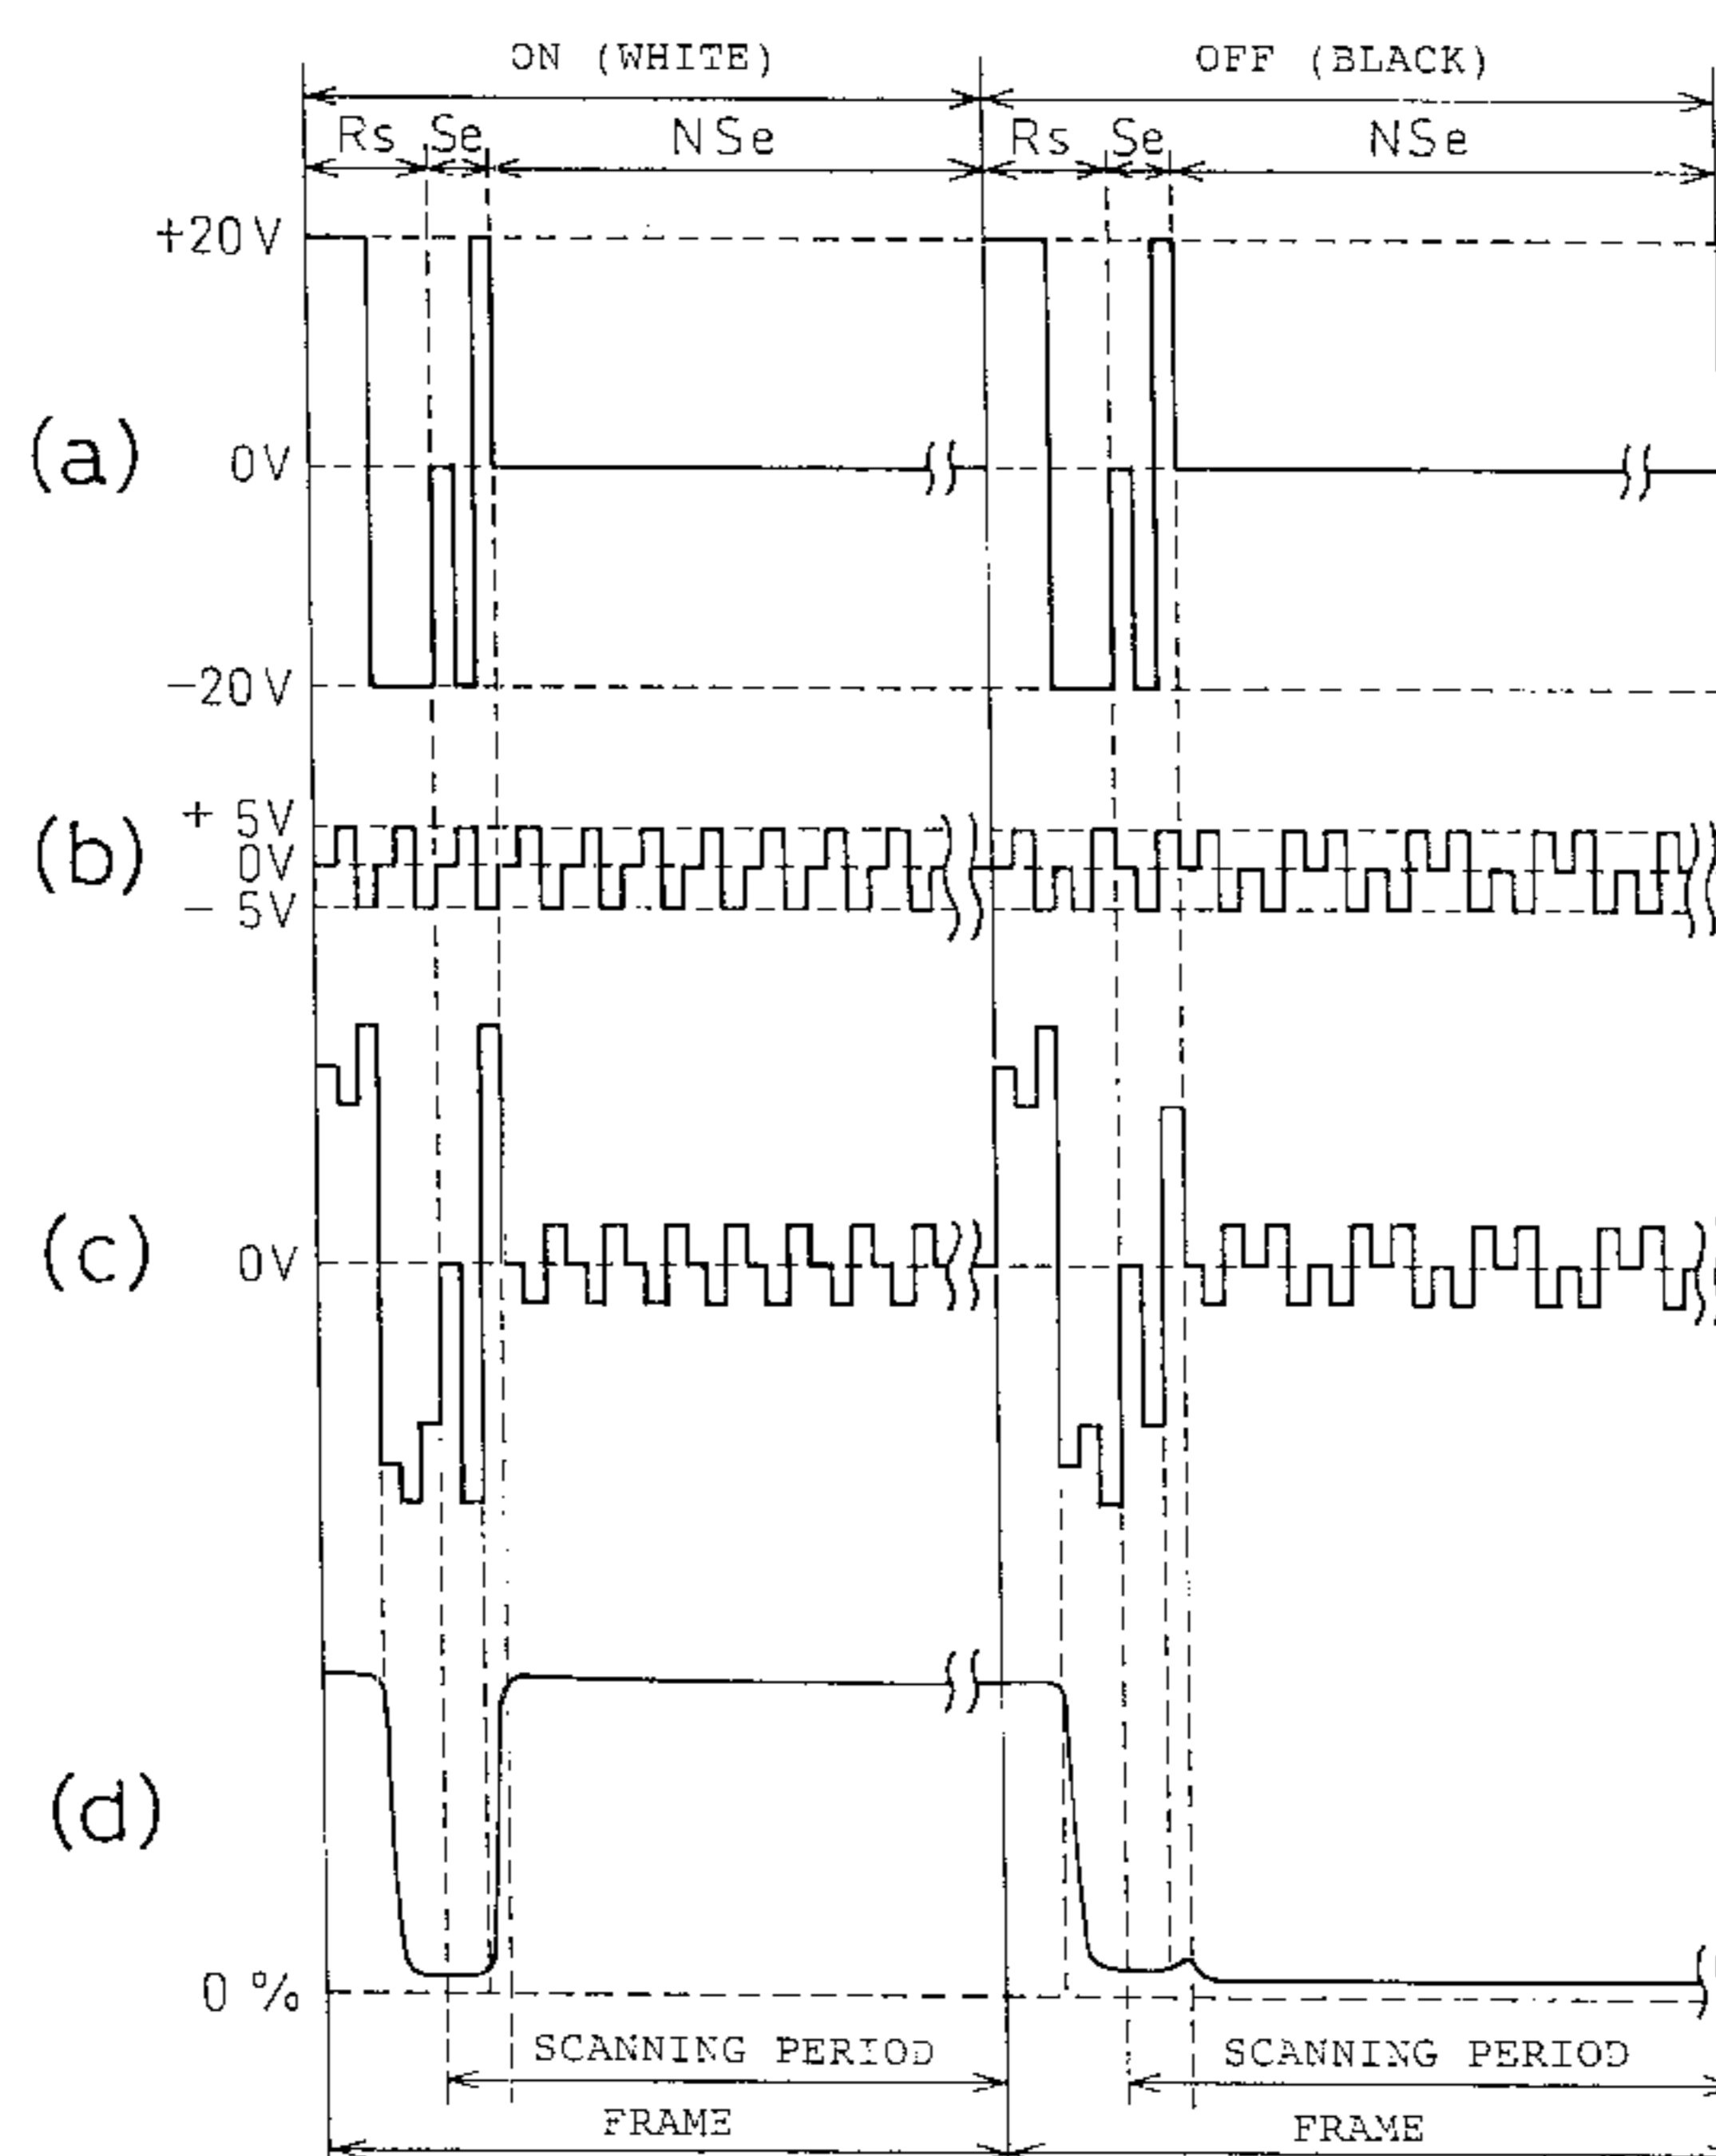 ON (WHITE) OFF (BLACK)
Rs Se NSe Rs Se NSe
+20V
(a) 0V
-20V
+ 5V
(b) 0V
- 5V
(c) 0V
(d)
0 %
SCANNING PERIOD SCANNING PERIOD
FRAME FRAME